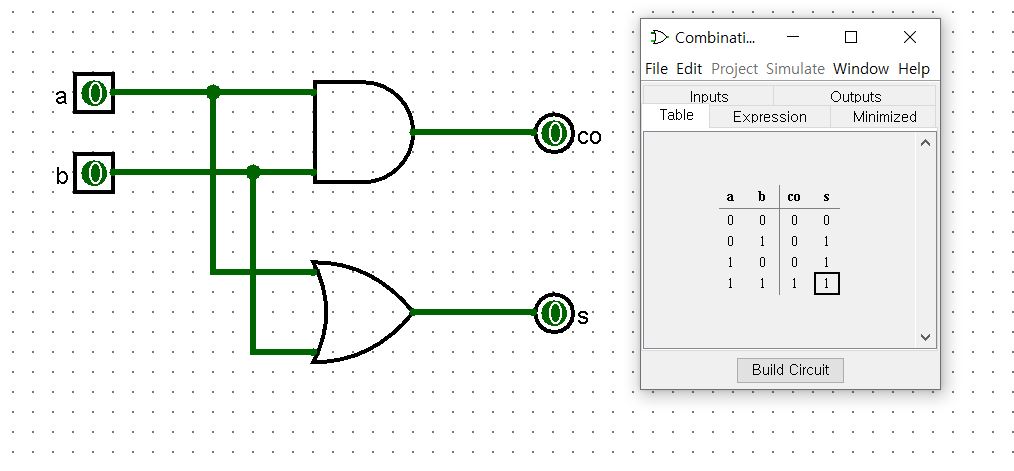 a 0
b 0
0 co
0 s
Combinati...
File Edit Project Simulate Window Help
Inputs Outputs
Table Expression Minimized
a b co s
0 0 0 0
0 1 0 1
1 0 0 1
1 1 1 1
Build Circuit